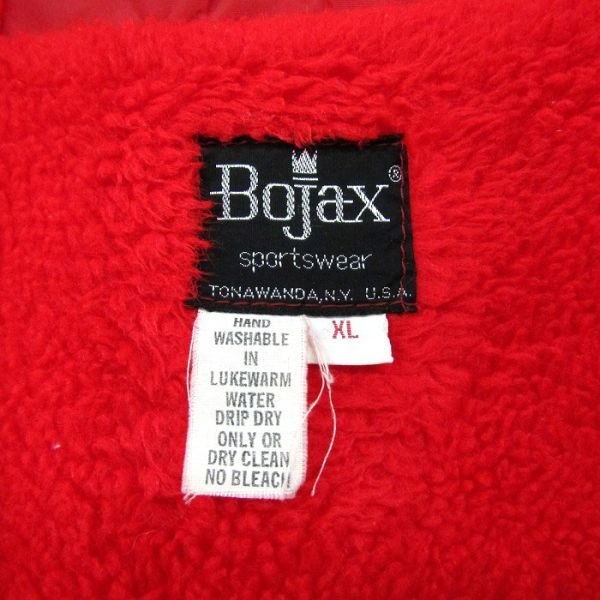 Bojax®
sportswear
TONAWANDA, N.Y. U.S.A.
XL
HAND
WASHABLE
IN
LUKEWARM
WATER
DRIP DRY
ONLY OR
DRY CLEAN
NO BLEACH